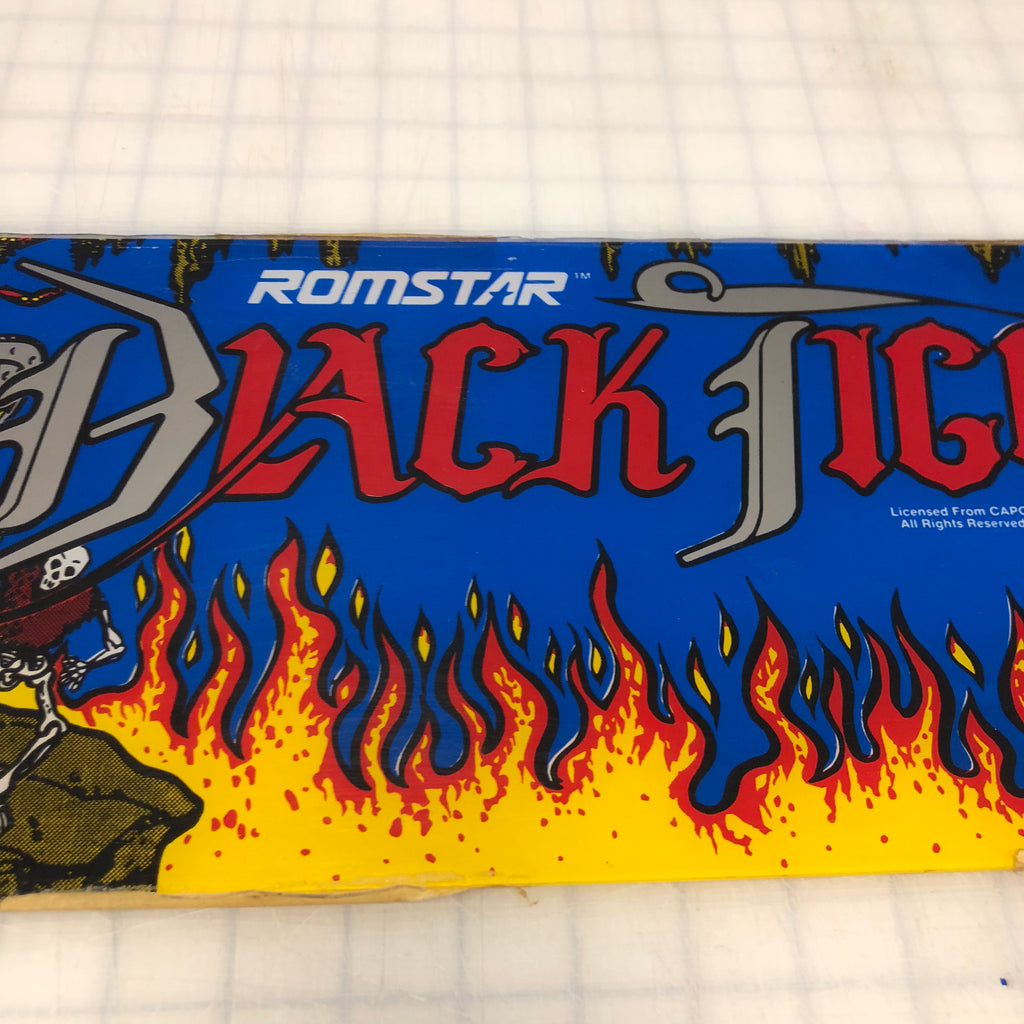 ROMSTAR™
BLACK TIG
Licensed From CAPC
All Rights Reserved